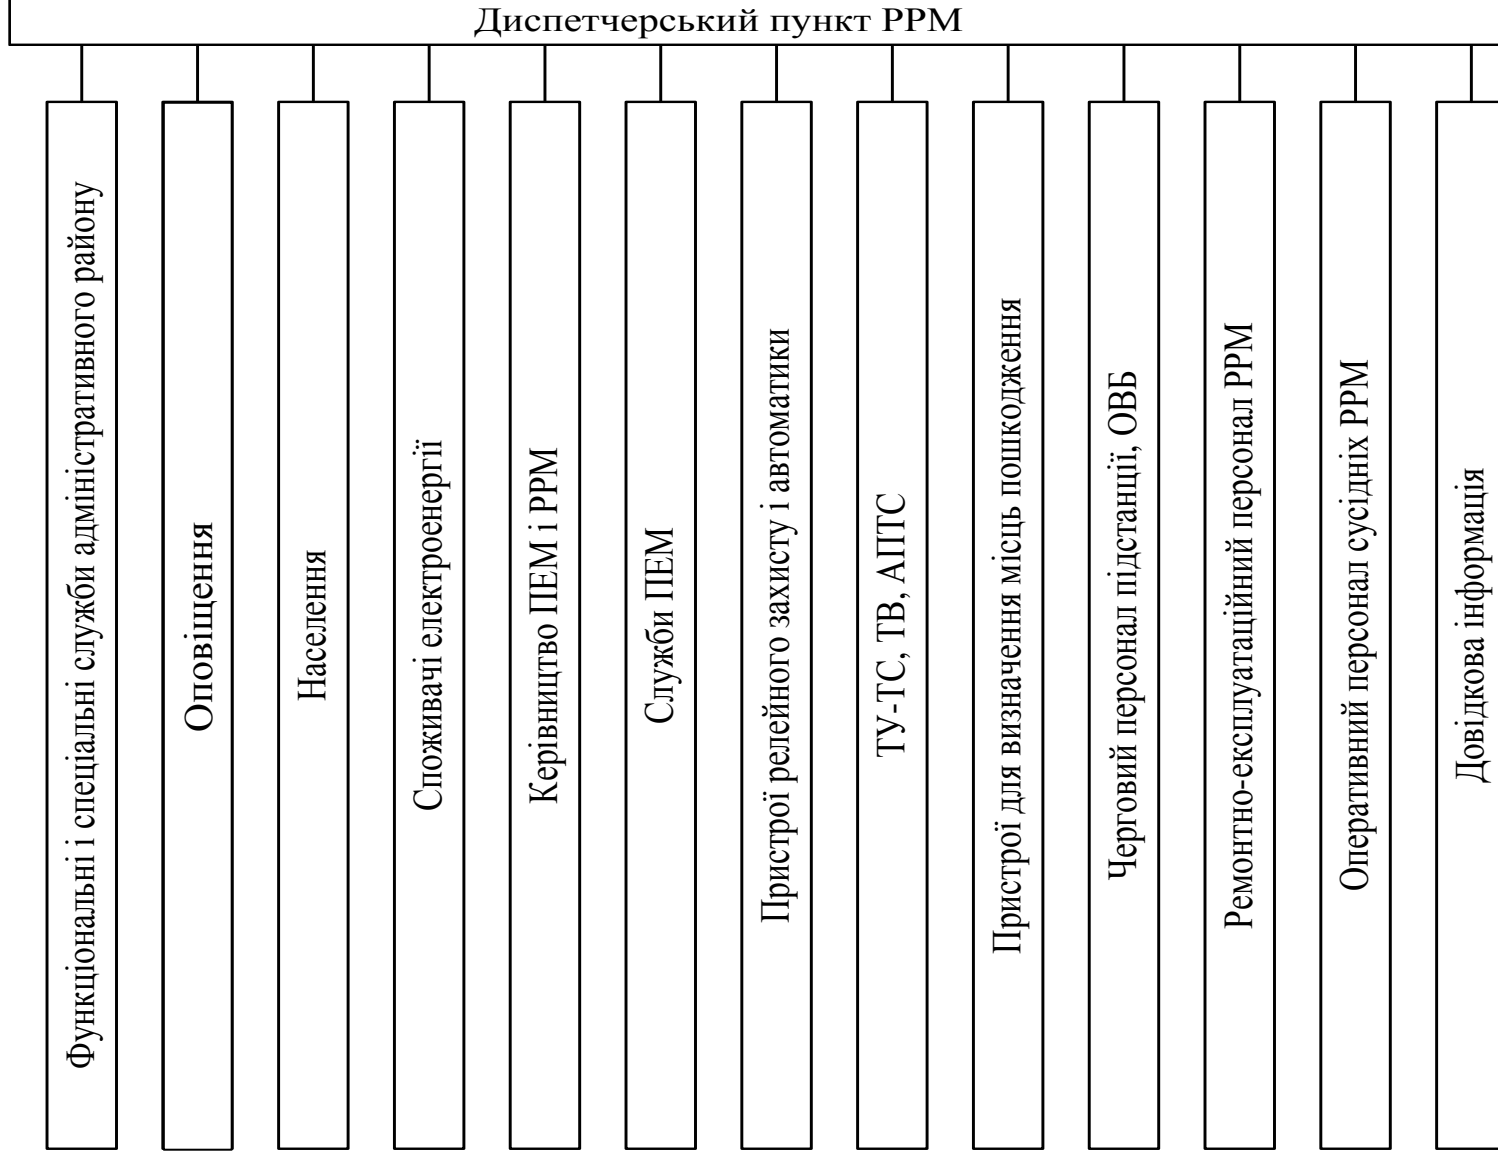 Диспетчерський пункт РРМ
Функціональні і спеціальні служби адміністративного району
Оповіщення
Населення
Споживачі електроенергії
Керівництво ПЕМ і РРМ
Служби ПЕМ
Пристрої релейного захисту і автоматики
ТУ-ТС, ТВ, АПТС
Пристрої для визначення місць пошкодження
Черговий персонал підстанції, ОВБ
Ремонтно-експлуатаційний персонал РРМ
Оперативний персонал сусідніх РРМ
Довідкова інформація